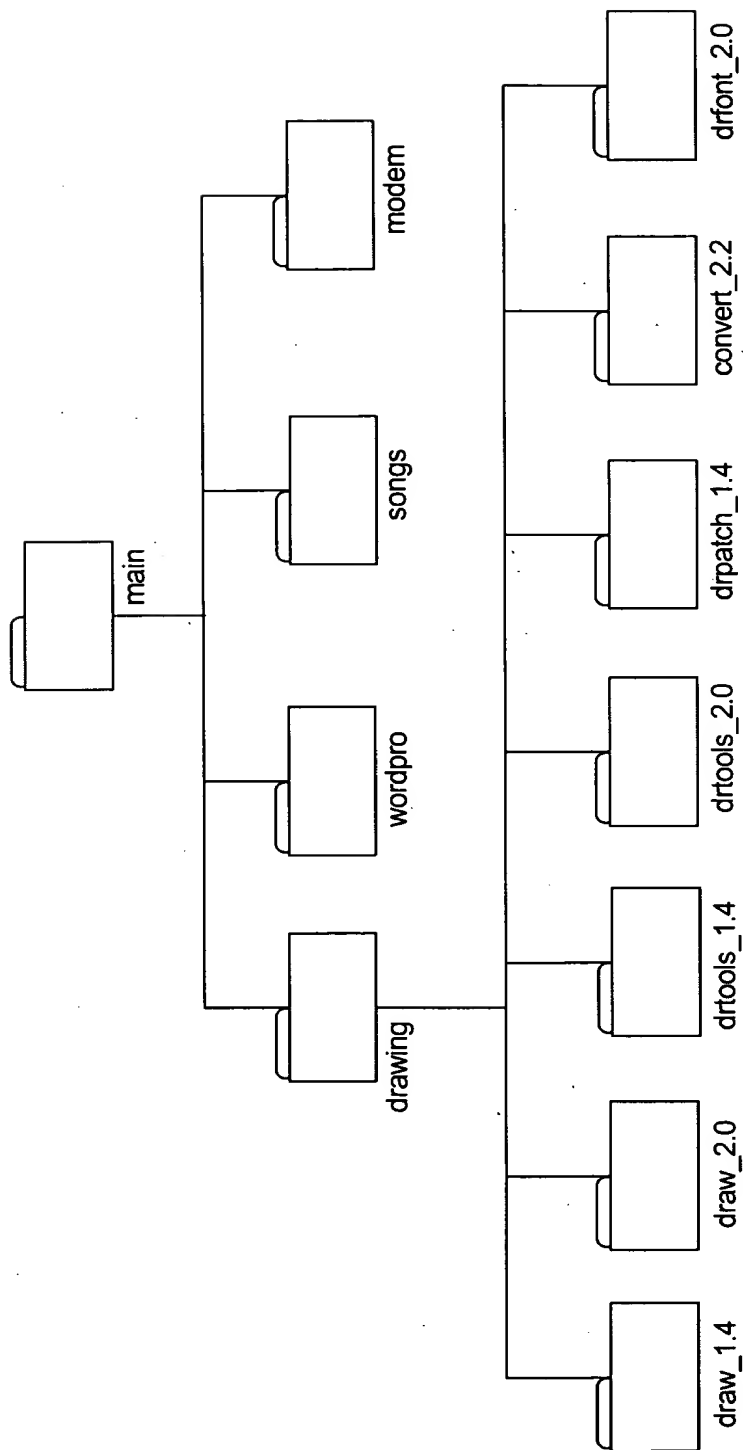 main
drawing
wordpro
songs
modem
draw_1.4
draw_2.0
drtools_1.4
drtools_2.0
drpatch_1.4
convert_2.2
drfont_2.0